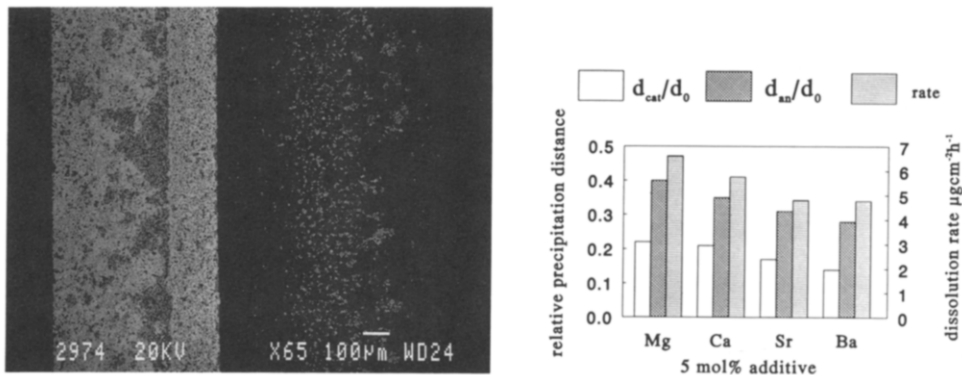 2974 20KV X65 100µm WD24
d_cat/d_0 d_an/d_0 rate
relative precipitation distance
0.5
0.4
0.3
0.2
0.1
0.0
7
6
5
4
3
2
1
0
dissolution rate µgcm⁻²h⁻¹
Mg Ca Sr Ba
5 mol% additive